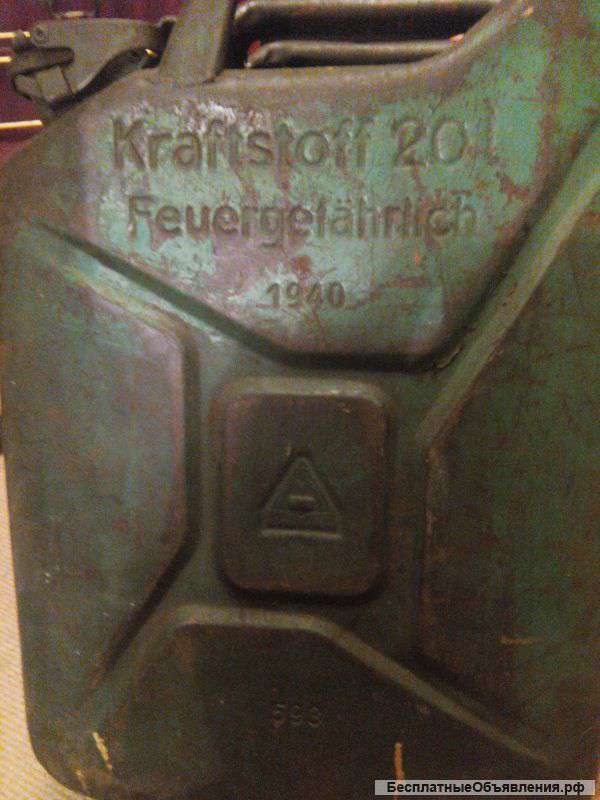 Kraftstoff 20 l
Feuergefährlich
1940
593
БесплатныеОбъявления.рф